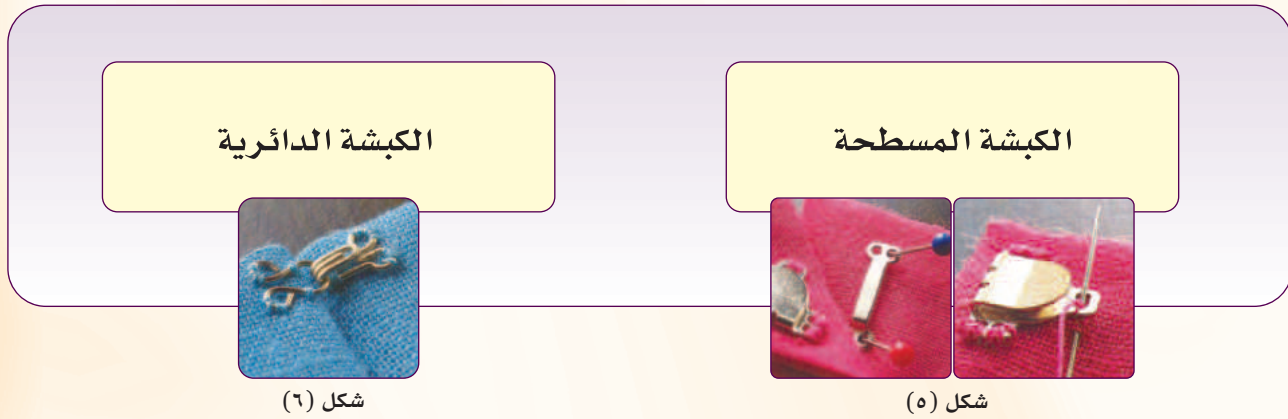 الكبشة المسطحة
الكبشة الدائرية
شكل (٥)
شكل (٦)